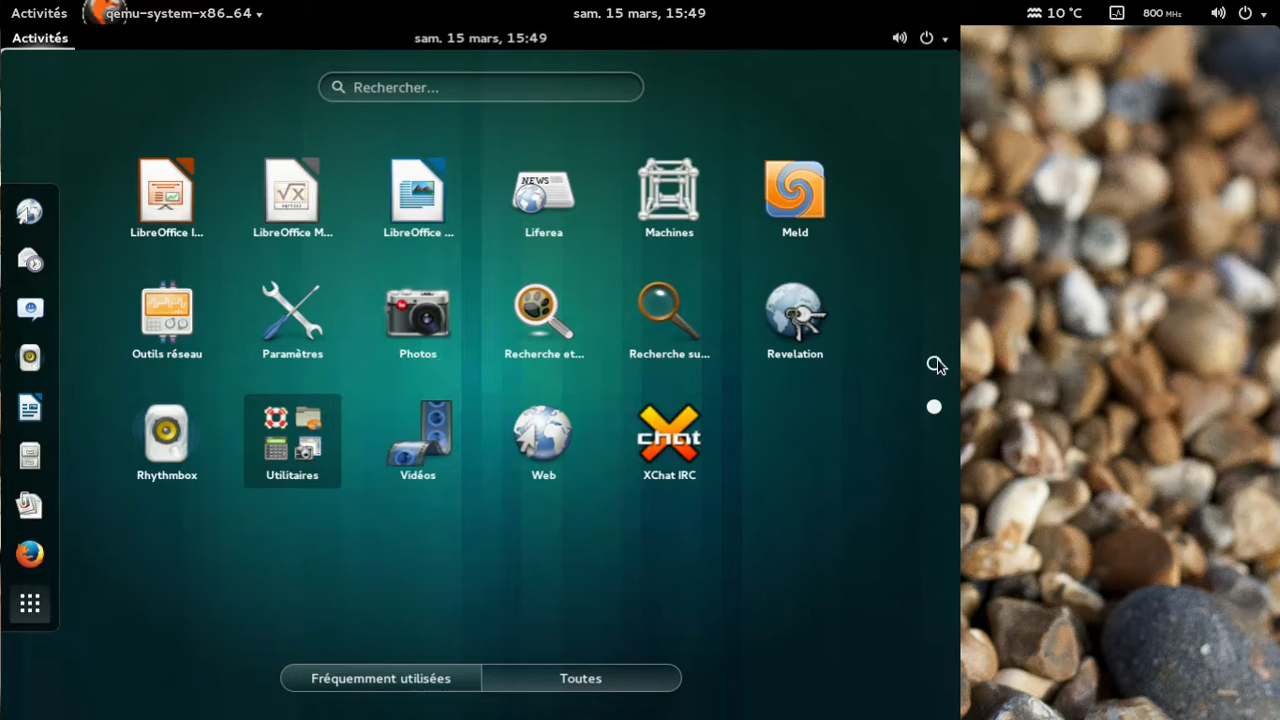 Activités qemu-system-x86_64 sam. 15 mars, 15:49 10 °C 800 MHz
Activités sam. 15 mars, 15:49
Rechercher...
NEWS
LibreOffice I... LibreOffice M... LibreOffice ... Liferea Machines Meld
Outils réseau Paramètres Photos Recherche et... Recherche su... Revelation
chat
Rhythmbox Utilitaires Vidéos Web XChat IRC
Fréquemment utilisées Toutes